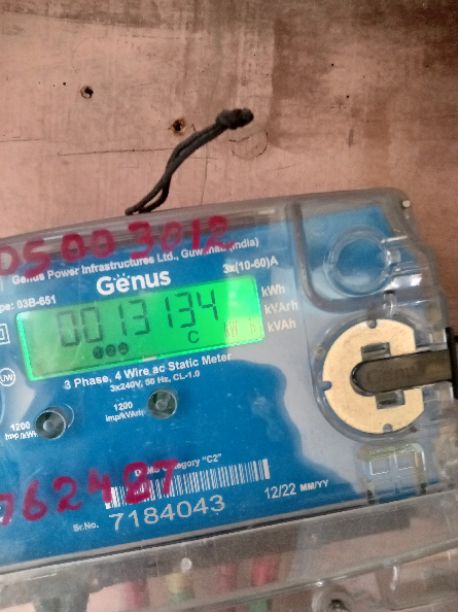 DS003012
Genus Power Infrastructures Ltd., Guwahati(India)
Genus 3x(10-60)A
pe: 03B-651
kWh
0013134 kVArh
C kVAh
3 Phase, 4 Wire ac Static Meter
3x240V, 50 Hz, CL-1.0
1200 imp/kVArh
1200 imp/kWh
Category "C2"
Sr.No. 7184043 12/22 MM/YY